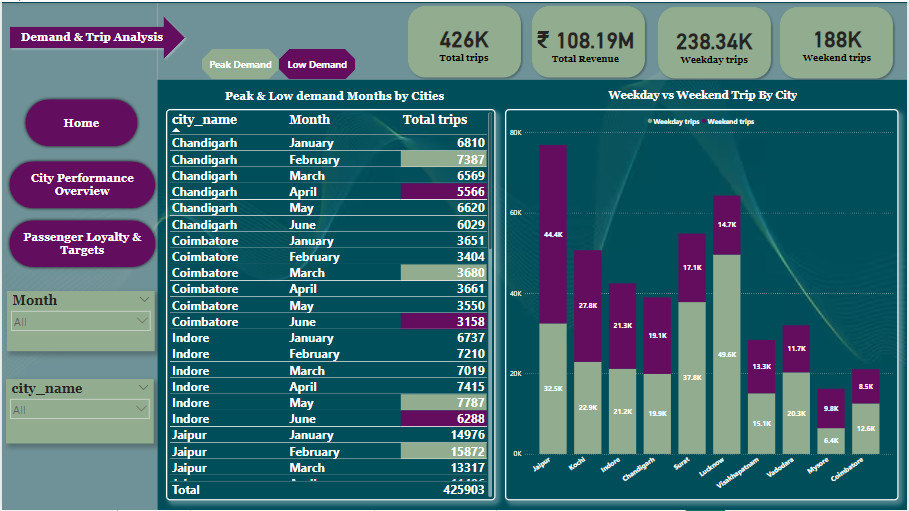 Demand & Trip Analysis
Peak Demand
Low Demand
426K
Total trips
₹ 108.19M
Total Revenue
238.34K
Weekday trips
188K
Weekend trips
Home
City Performance
Overview
Passenger Loyalty &
Targets
Month
All
city_name
All
Peak & Low demand Months by Cities
city_name Month Total trips
Chandigarh January 6810
Chandigarh February 7387
Chandigarh March 6569
Chandigarh April 5566
Chandigarh May 6620
Chandigarh June 6029
Coimbatore January 3651
Coimbatore February 3404
Coimbatore March 3680
Coimbatore April 3661
Coimbatore May 3550
Coimbatore June 3158
Indore January 6737
Indore February 7210
Indore March 7019
Indore April 7415
Indore May 7787
Indore June 6288
Jaipur January 14976
Jaipur February 15872
Jaipur March 13317
Total 425903
Weekday vs Weekend Trip By City
Weekday trips Weekend trips
80K
60K
40K
20K
0K
44.4K
32.5K
27.8K
22.9K
21.3K
21.2K
19.1K
19.9K
17.1K
37.8K
14.7K
49.6K
13.3K
15.1K
11.7K
20.3K
9.8K
6.4K
8.5K
12.6K
Jaipur
Kochi
Indore
Chandigarh
Surat
Lucknow
Visakhapatnam
Vadodara
Mysore
Coimbatore